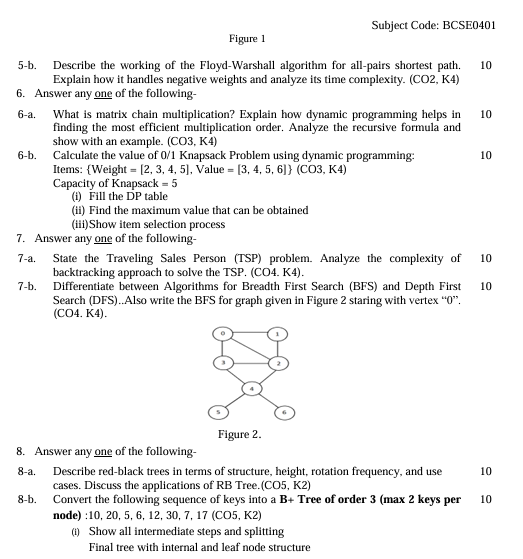 Subject Code: BCSE0401
Figure 1
5-b. Describe the working of the Floyd-Warshall algorithm for all-pairs shortest path. 10
Explain how it handles negative weights and analyze its time complexity. (CO2, K4)
6. Answer any one of the following-
6-a. What is matrix chain multiplication? Explain how dynamic programming helps in 10
finding the most efficient multiplication order. Analyze the recursive formula and
show with an example. (CO3, K4)
6-b. Calculate the value of 0/1 Knapsack Problem using dynamic programming: 10
Items: {Weight = [2, 3, 4, 5], Value = [3, 4, 5, 6]} (CO3, K4)
Capacity of Knapsack = 5
(i) Fill the DP table
(ii) Find the maximum value that can be obtained
(iii)Show item selection process
7. Answer any one of the following-
7-a. State the Traveling Sales Person (TSP) problem. Analyze the complexity of 10
backtracking approach to solve the TSP. (CO4. K4).
7-b. Differentiate between Algorithms for Breadth First Search (BFS) and Depth First 10
Search (DFS)..Also write the BFS for graph given in Figure 2 staring with vertex “0”.
(CO4. K4).
0 1
3 2
4
5 6
Figure 2.
8. Answer any one of the following-
8-a. Describe red-black trees in terms of structure, height, rotation frequency, and use 10
cases. Discuss the applications of RB Tree.(CO5, K2)
8-b. Convert the following sequence of keys into a B+ Tree of order 3 (max 2 keys per 10
node) :10, 20, 5, 6, 12, 30, 7, 17 (CO5, K2)
(i) Show all intermediate steps and splitting
Final tree with internal and leaf node structure